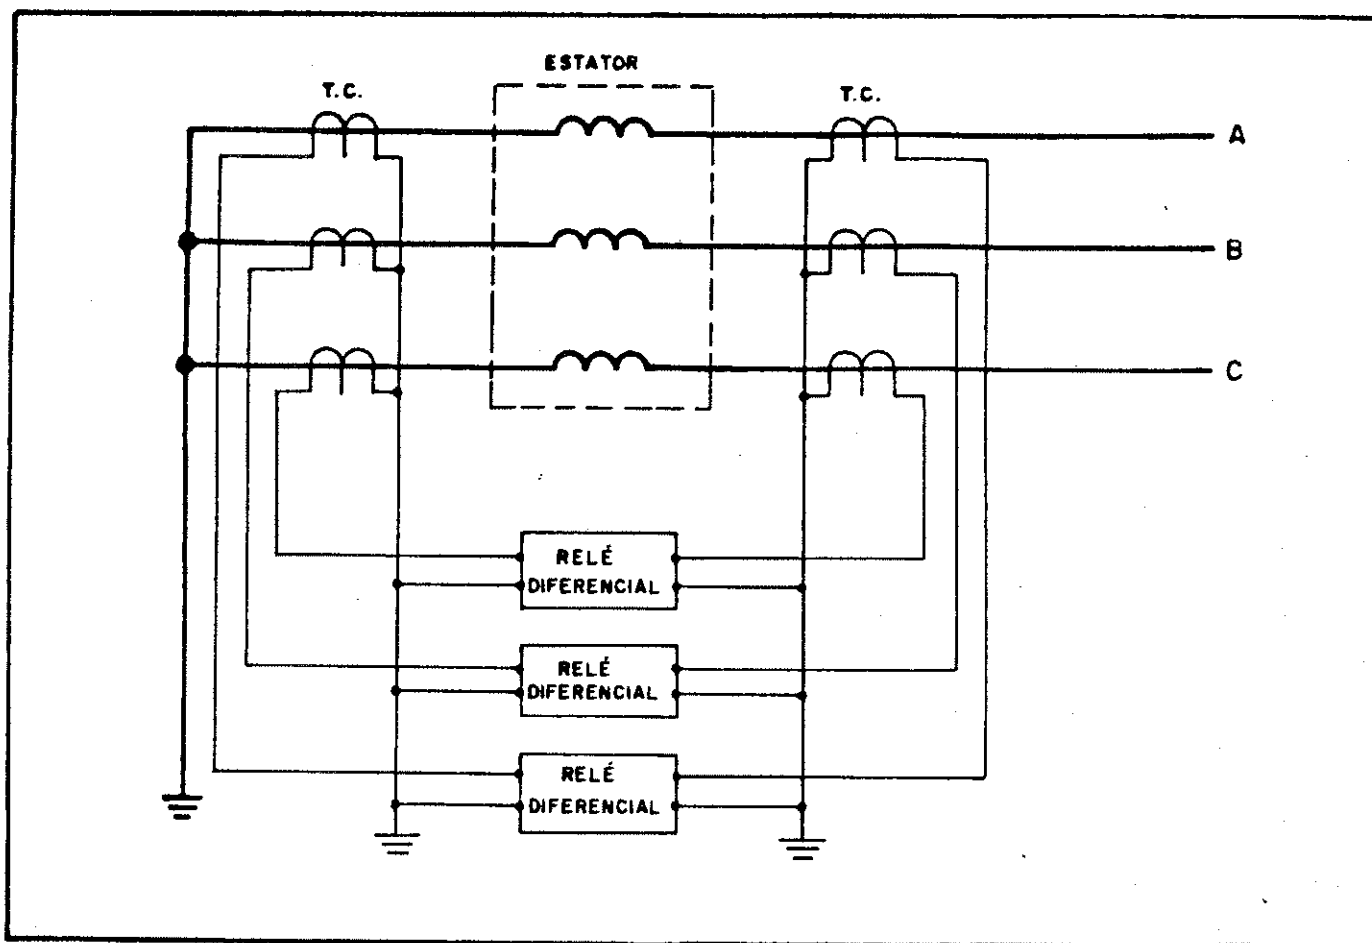 ESTATOR
T.C.
T.C.
A
B
C
RELÉ
DIFERENCIAL
RELÉ
DIFERENCIAL
RELÉ
DIFERENCIAL